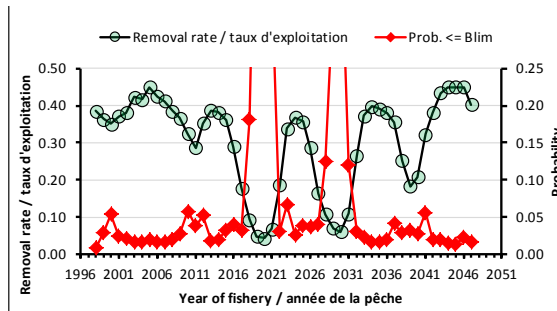 Removal rate / taux d'exploitation Prob. <= Blim
0.50 0.25
0.40 0.20
0.30 0.15
0.20 0.10
0.10 0.05
0.00 0.00
1996 2001 2006 2011 2016 2021 2026 2031 2036 2041 2046 2051
Removal rate / taux d'exploitation
Probability
Year of fishery / année de la pêche